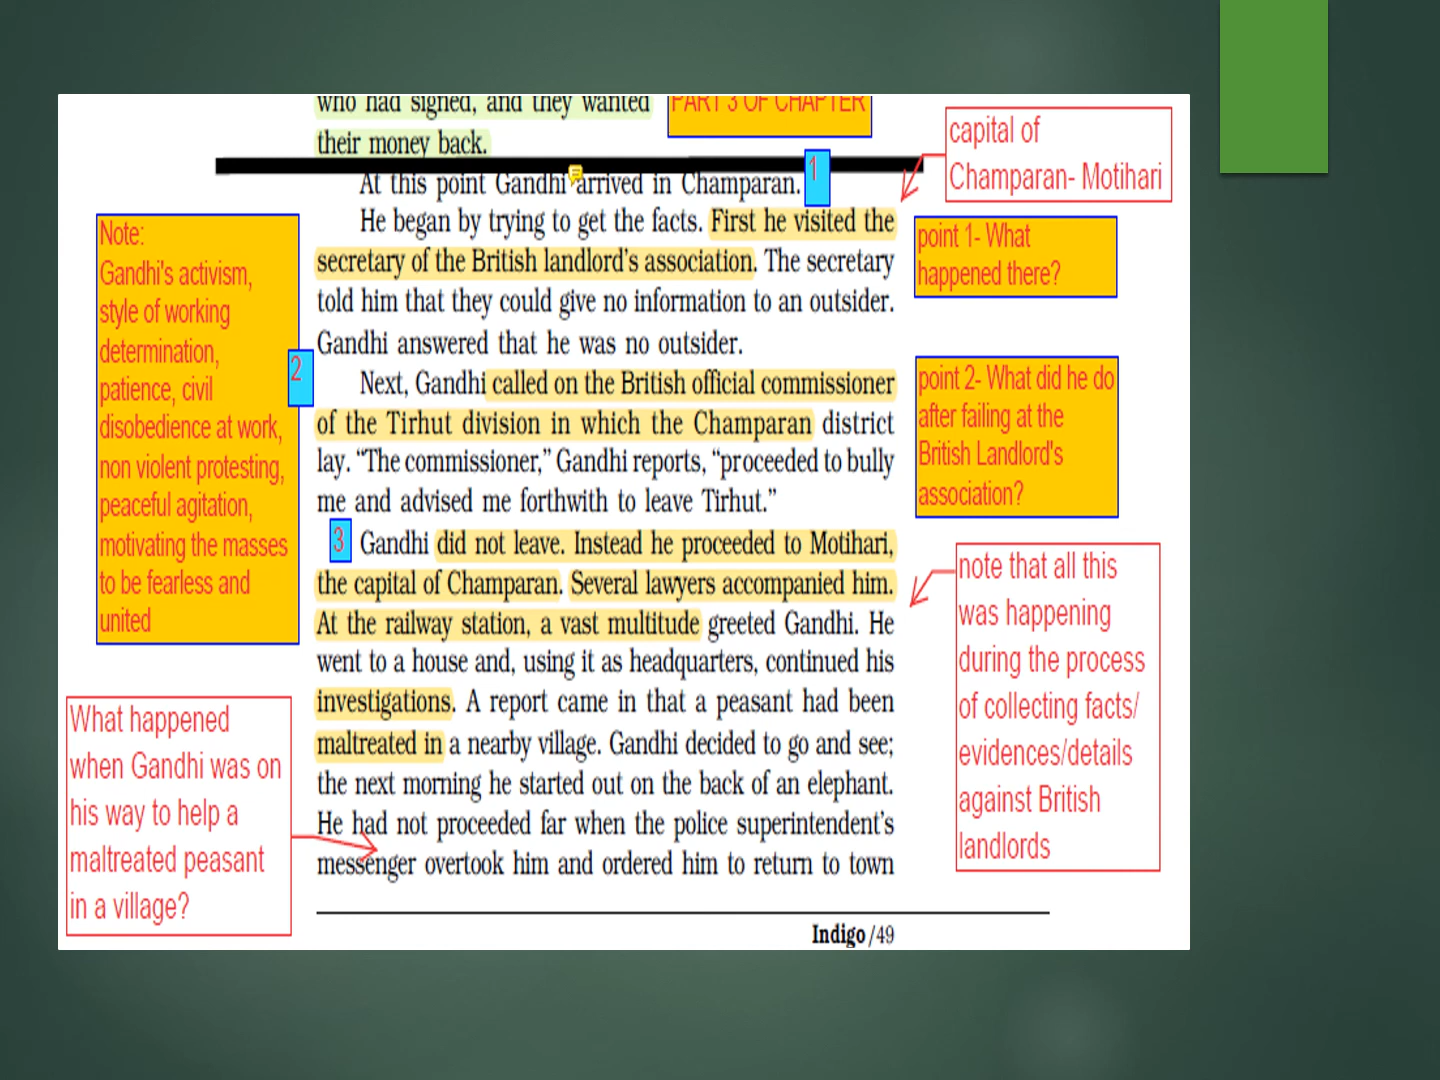 who had signed, and they wanted
their money back.
PART 3 OF CHAPTER
capital of
Champaran- Motihari
1
At this point Gandhi arrived in Champaran.
He began by trying to get the facts. First he visited the
secretary of the British landlord's association. The secretary
told him that they could give no information to an outsider.
Gandhi answered that he was no outsider.
point 1- What
happened there?
Note:
Gandhi's activism,
style of working
determination,
patience, civil
disobedience at work,
non violent protesting,
peaceful agitation,
motivating the masses
to be fearless and
united
2
Next, Gandhi called on the British official commissioner
of the Tirhut division in which the Champaran district
lay. “The commissioner,” Gandhi reports, “proceeded to bully
me and advised me forthwith to leave Tirhut.”
point 2- What did he do
after failing at the
British Landlord's
association?
3
Gandhi did not leave. Instead he proceeded to Motihari,
the capital of Champaran. Several lawyers accompanied him.
At the railway station, a vast multitude greeted Gandhi. He
went to a house and, using it as headquarters, continued his
investigations. A report came in that a peasant had been
maltreated in a nearby village. Gandhi decided to go and see;
the next morning he started out on the back of an elephant.
He had not proceeded far when the police superintendent's
messenger overtook him and ordered him to return to town
note that all this
was happening
during the process
of collecting facts/
evidences/details
against British
landlords
What happened
when Gandhi was on
his way to help a
maltreated peasant
in a village?
Indigo/49